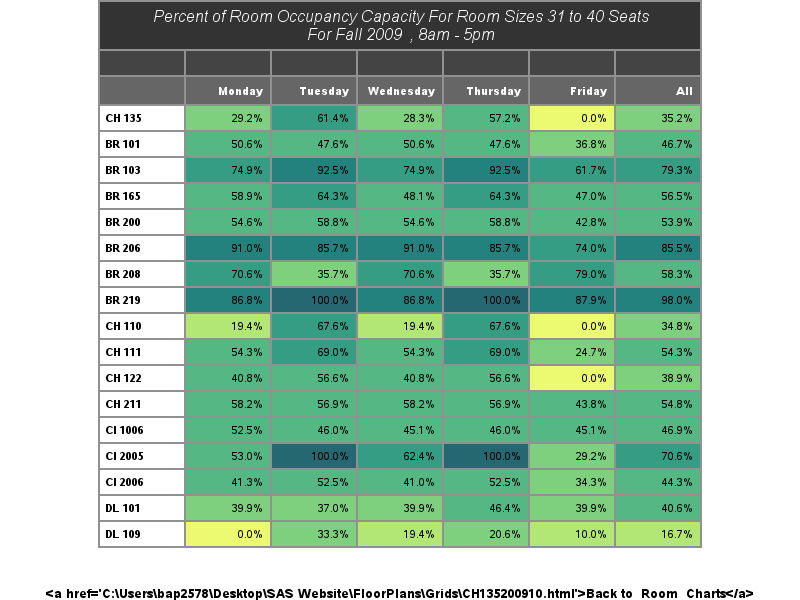 Percent of Room Occupancy Capacity For Room Sizes 31 to 40 Seats
For Fall 2009 , 8am - 5pm
Monday Tuesday Wednesday Thursday Friday All
CH 135 29.2% 61.4% 28.3% 57.2% 0.0% 35.2%
BR 101 50.6% 47.6% 50.6% 47.6% 36.8% 46.7%
BR 103 74.9% 92.5% 74.9% 92.5% 61.7% 79.3%
BR 165 58.9% 64.3% 48.1% 64.3% 47.0% 56.5%
BR 200 54.6% 58.8% 54.6% 58.8% 42.8% 53.9%
BR 206 91.0% 85.7% 91.0% 85.7% 74.0% 85.5%
BR 208 70.6% 35.7% 70.6% 35.7% 79.0% 58.3%
BR 219 86.8% 100.0% 86.8% 100.0% 87.9% 98.0%
CH 110 19.4% 67.6% 19.4% 67.6% 0.0% 34.8%
CH 111 54.3% 69.0% 54.3% 69.0% 24.7% 54.3%
CH 122 40.8% 56.6% 40.8% 56.6% 0.0% 38.9%
CH 211 58.2% 56.9% 58.2% 56.9% 43.8% 54.8%
CI 1006 52.5% 46.0% 45.1% 46.0% 45.1% 46.9%
CI 2005 53.0% 100.0% 62.4% 100.0% 29.2% 70.6%
CI 2006 41.3% 52.5% 41.0% 52.5% 34.3% 44.3%
DL 101 39.9% 37.0% 39.9% 46.4% 39.9% 40.6%
DL 109 0.0% 33.3% 19.4% 20.6% 10.0% 16.7%
<a href='C:\Users\bap2578\Desktop\SAS Website\FloorPlans\Grids\CH135200910.html'>Back to Room Charts</a>